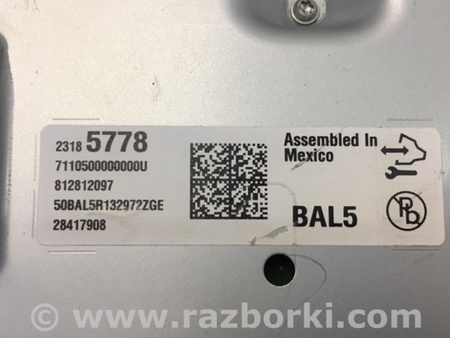 2318 5778
7110500000000U
812812097
50BAL5R132972ZGE
28417908
Assembled In
Mexico
BAL5
Pb
© — www.razborki.com —